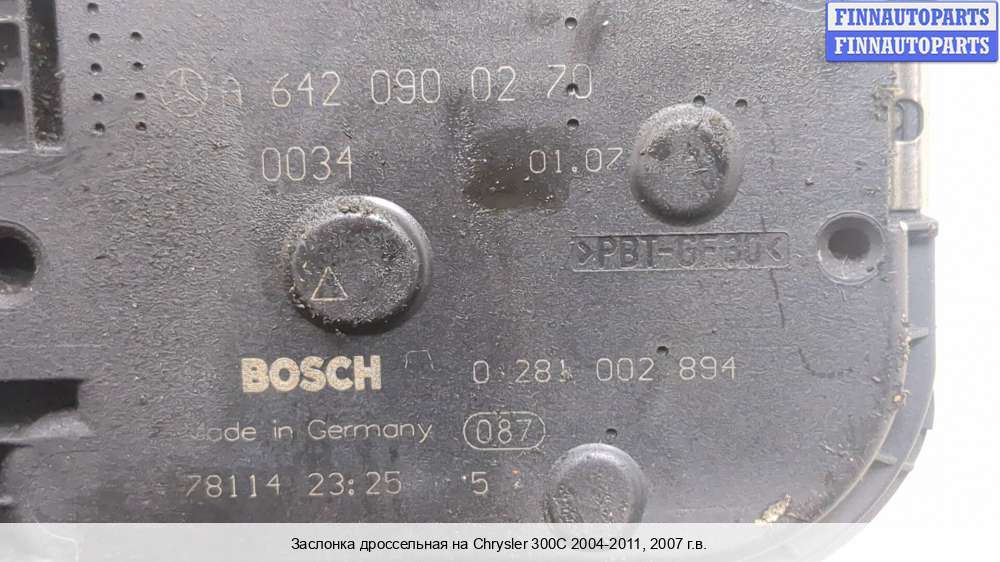 FINNAUTOPARTS
FINNAUTOPARTS
A 642 090 02 70
0034
01.07
>PBT-GF30<
BOSCH
0 281 002 894
Made in Germany
087
78114 23:25 5
Заслонка дроссельная на Chrysler 300C 2004-2011, 2007 г.в.